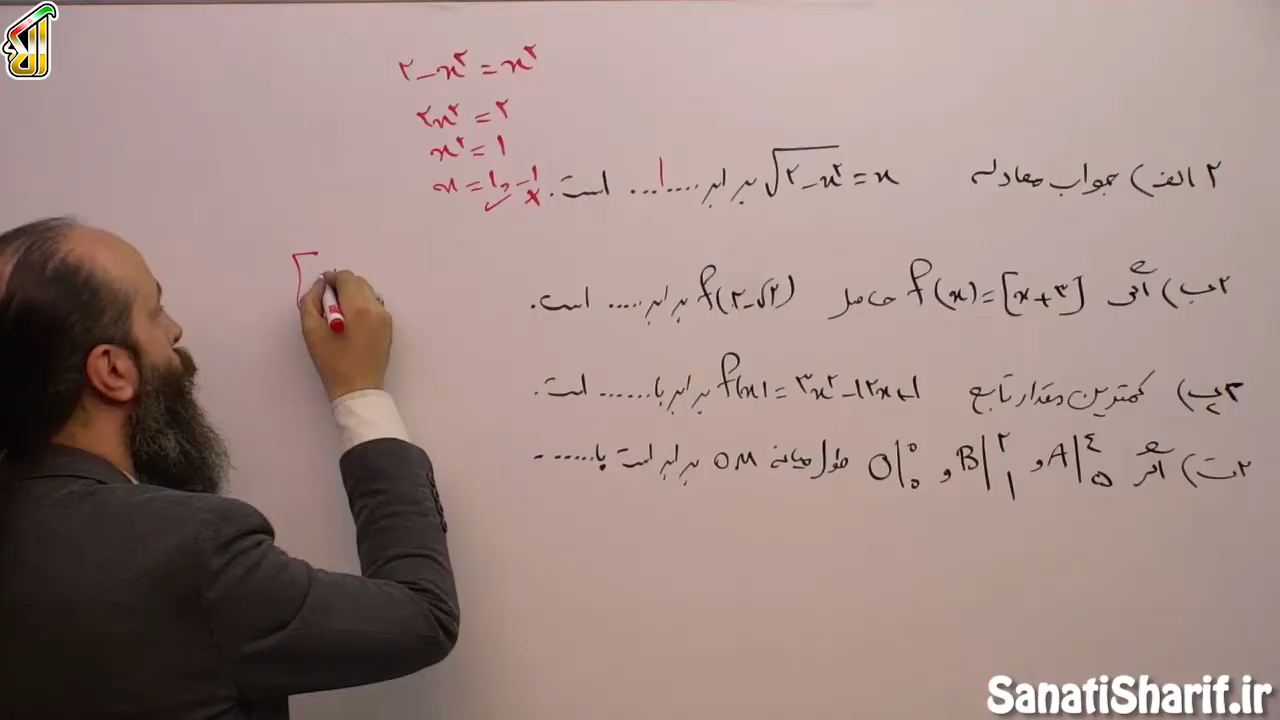 ۲-x²=x²
۲x²=۲
x²=۱
x=۱,-۱
۲ الف) جواب معادله √۲-x²=x برابر ...۱... است.
۲ب) اگر f(x)=[x+۳] حاصل f(۲-√۲) برابر ..... است.
۲پ) کمترین مقدار تابع f(x)=۳x²-۱۲x+۱ برابر با ...... است.
۲ت) اگر A|۴ ۵ و B|۲ ۱ و O|۰ ۰ طول میانه OM برابر است با ......
SanatiSharif.ir